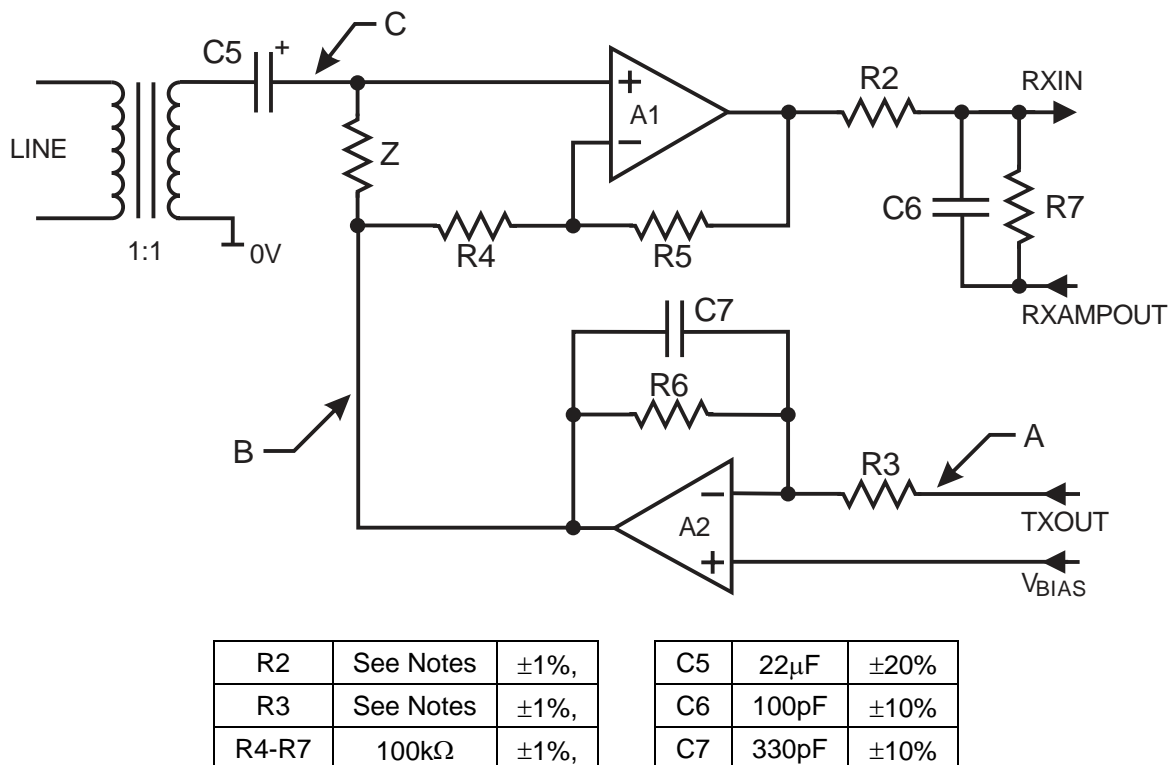 C
C5
+
R2
RXIN
+
A1
LINE
Z
−
C6
R7
R4
R5
1:1
0V
RXAMPOUT
C7
R6
B
A
R3
−
A2
TXOUT
+
VBIAS
R2 See Notes ±1%,
R3 See Notes ±1%,
R4-R7 100kΩ ±1%,
C5 22μF ±20%
C6 100pF ±10%
C7 330pF ±10%